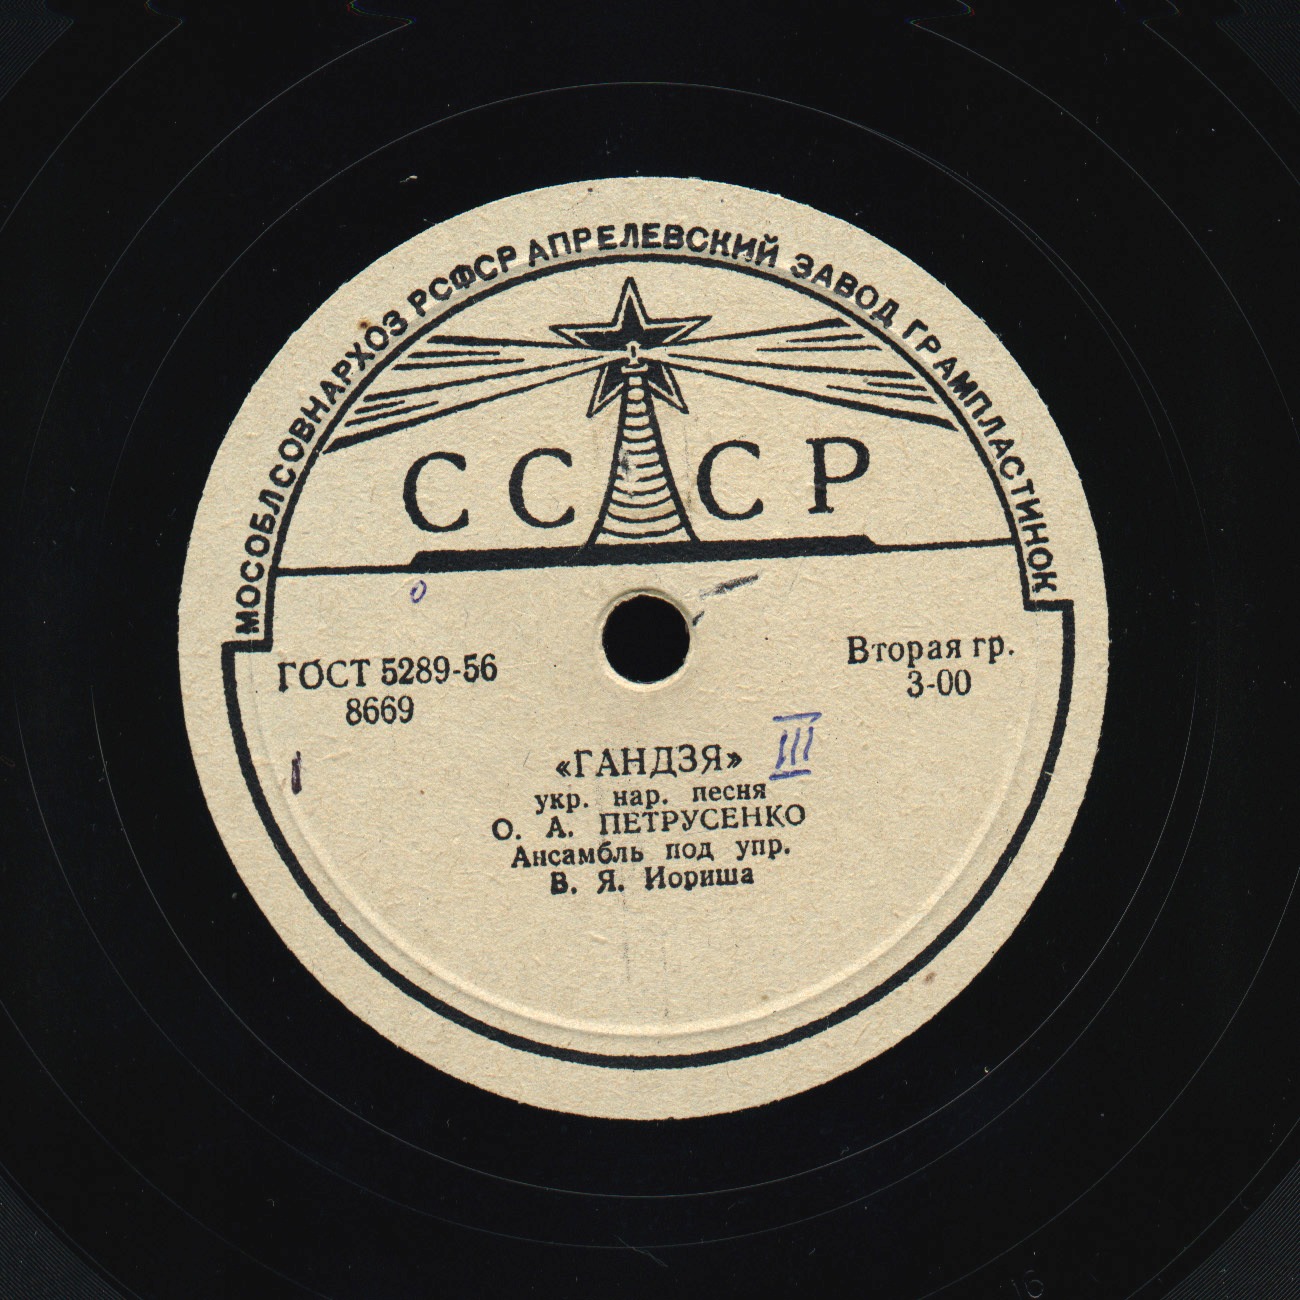 МОСОБЛСОВНАРХОЗ РСФСР АПРЕЛЕВСКИЙ ЗАВОД ГРАМПЛАСТИНОК
СССР
ГОСТ 5289-56
8669
Вторая гр.
3-00
«ГАНДЗЯ»
III
укр. нар. песня
О. А. ПЕТРУСЕНКО
Ансамбль под упр.
В. Я. Иориша